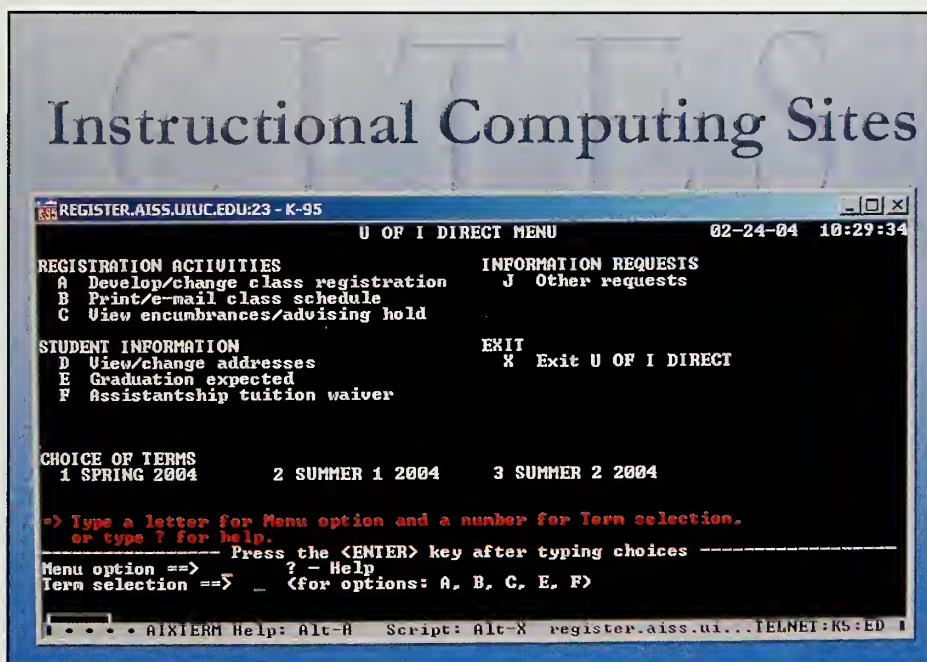 CITES
Instructional Computing Sites
REGISTER.AISS.UIUC.EDU:23 - K-95
U OF I DIRECT MENU 02-24-04 10:29:34
REGISTRATION ACTIVITIES INFORMATION REQUESTS
A Develop/change class registration J Other requests
B Print/e-mail class schedule
C View encumbrances/advising hold
STUDENT INFORMATION EXIT
D View/change addresses X Exit U OF I DIRECT
E Graduation expected
F Assistantship tuition waiver
CHOICE OF TERMS
1 SPRING 2004 2 SUMMER 1 2004 3 SUMMER 2 2004
=> Type a letter for Menu option and a number for Term selection,
or type ? for help.
Press the <ENTER> key after typing choices
Menu option ==> _ ? - Help
Term selection ==> _ (for options: A, B, C, E, F)
AIXTERM Help: Alt-H Script: Alt-X register.aiss.ui...TELNET:K5:ED